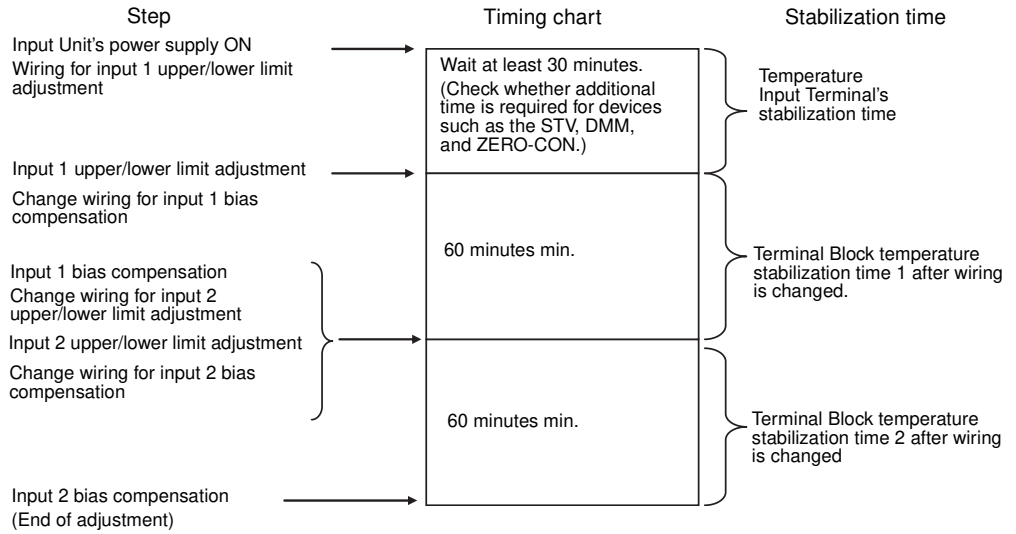 Step
Timing chart
Stabilization time
Input Unit's power supply ON
Wiring for input 1 upper/lower limit
adjustment
Wait at least 30 minutes.
(Check whether additional
time is required for devices
such as the STV, DMM,
and ZERO-CON.)
Temperature
Input Terminal's
stabilization time
Input 1 upper/lower limit adjustment
Change wiring for input 1 bias
compensation
60 minutes min.
Terminal Block temperature
stabilization time 1 after wiring
is changed.
Input 1 bias compensation
Change wiring for input 2
upper/lower limit adjustment
Input 2 upper/lower limit adjustment
Change wiring for input 2 bias
compensation
60 minutes min.
Terminal Block temperature
stabilization time 2 after wiring
is changed
Input 2 bias compensation
(End of adjustment)